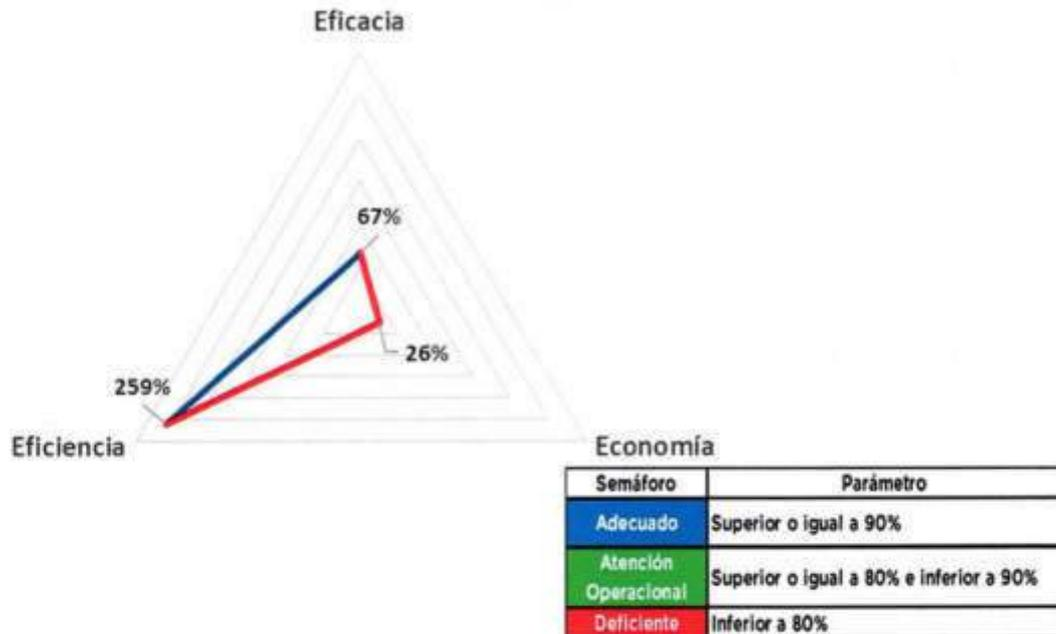 Eficacia
67%
26%
259%
Eficiencia
Economía
Semáforo Parámetro
Adecuado Superior o igual a 90%
Atención
Operacional Superior o igual a 80% e inferior a 90%
Deficiente Inferior a 80%